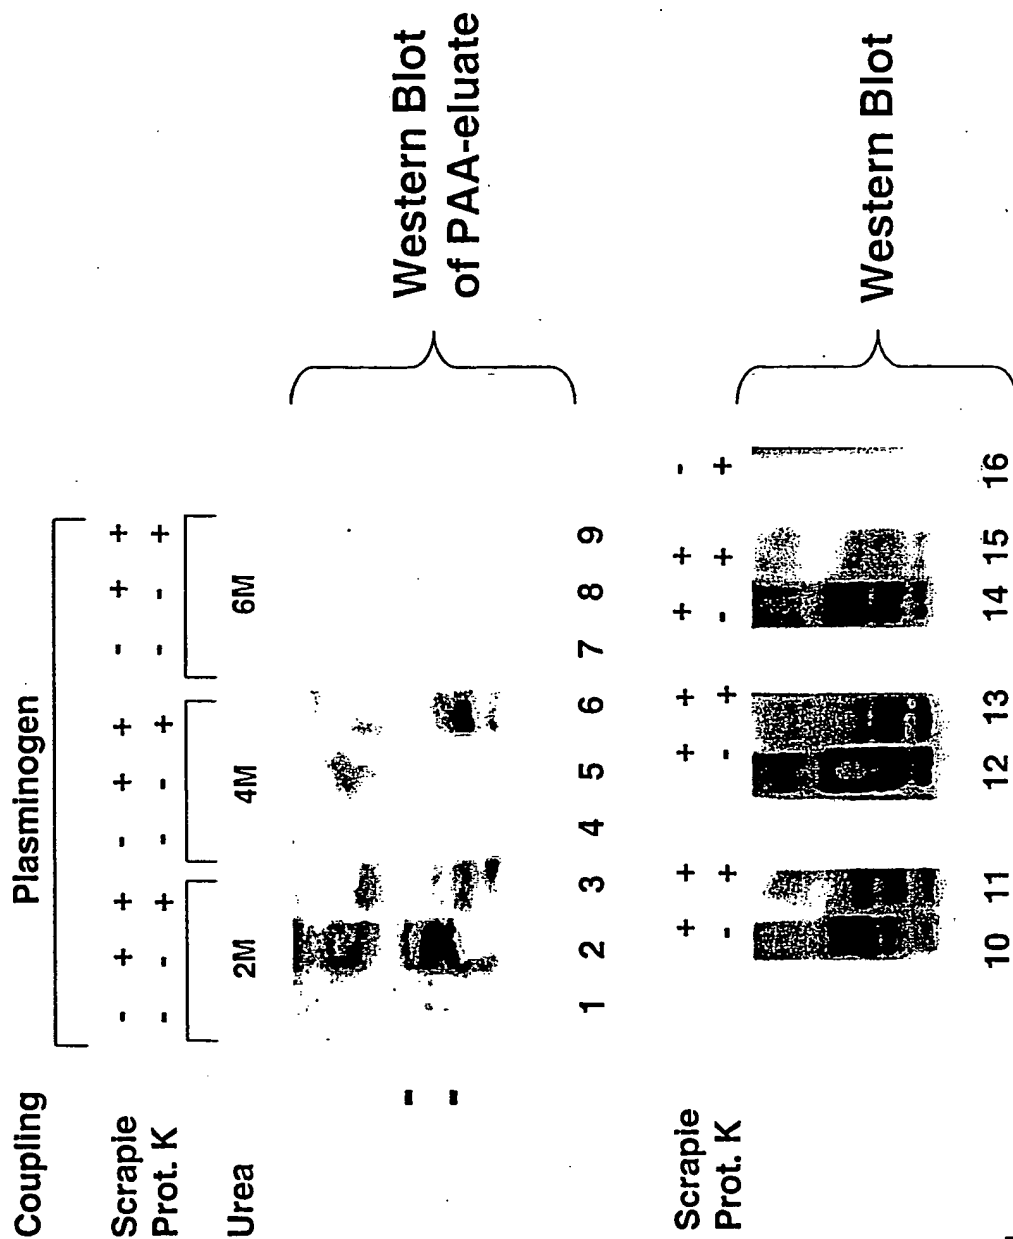 Coupling Plasminogen
Scrapie - + + - + + - + +
Prot. K - - + - - + - - +
Urea 2M 4M 6M
Western Blot
of PAA-eluate
1 2 3 4 5 6 7 8 9
Scrapie + + + + + + -
Prot. K - + - + - + +
Western Blot
10 11 12 13 14 15 16